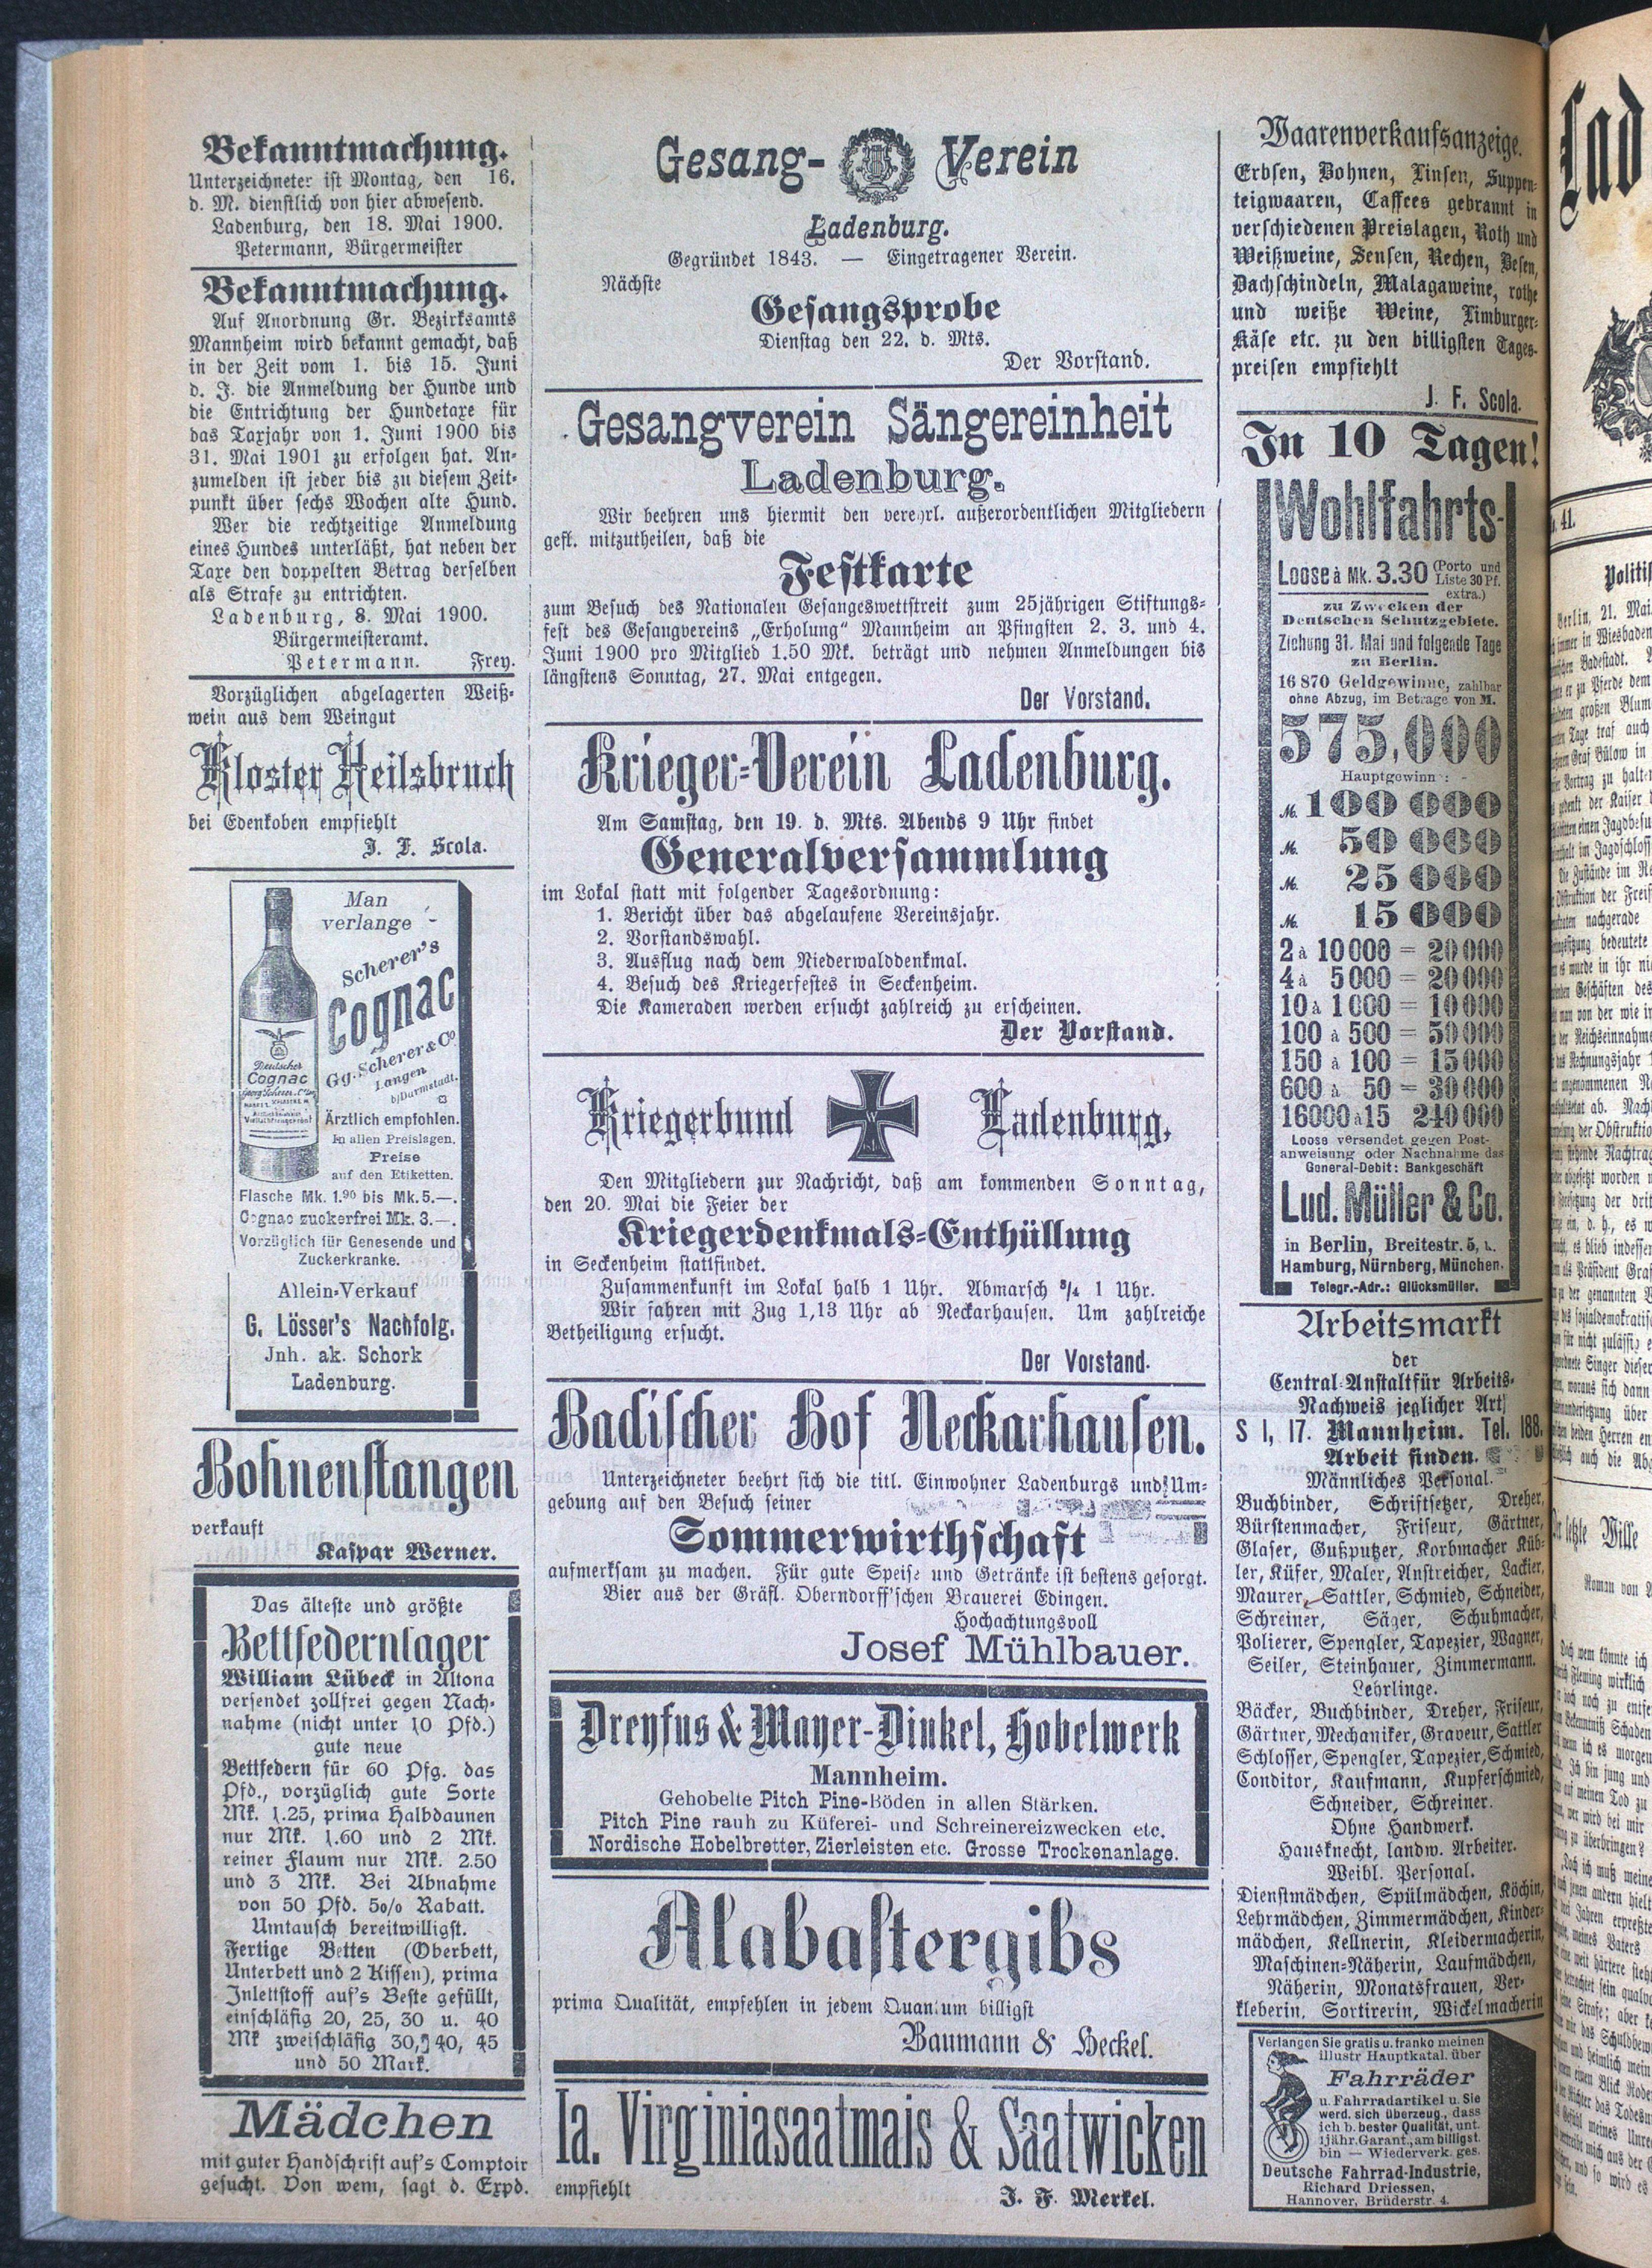 Bekanntmachung.
Unterzeichneter ist Montag, den 16.
d. M. dienstlich von hier abwesend.
Ladenburg, den 18. Mai 1900.
Petermann, Bürgermeister
Bekanntmachung.
Auf Anordnung Gr. Bezirksamts
Mannheim wird bekannt gemacht, daß
in der Zeit vom 1. bis 15. Juni
d. J. die Anmeldung der Hunde und
die Entrichtung der Hundetaxe für
das Taxjahr von 1. Juni 1900 bis
31. Mai 1901 zu erfolgen hat. An-
zumelden ist jeder bis zu diesem Zeit-
punkt über sechs Wochen alte Hund.
Wer die rechtzeitige Anmeldung
eines Hundes unterläßt, hat neben der
Taxe den doppelten Betrag derselben
als Strafe zu entrichten.
Ladenburg, 8. Mai 1900.
Bürgermeisteramt.
Petermann. Frey.
Vorzüglichen abgelagerten Weiß-
wein aus dem Weingut
Kloster Heilsbruch
bei Edenkoben empfiehlt
J. F. Scola.
Man
verlange
Scherer's
Cognac
Gg. Scherer & Co
Langen
b/Darmstadt.
Deutscher
Cognac
Ärztlich empfohlen.
In allen Preislagen.
Preise
auf den Etiketten.
Flasche Mk. 1.90 bis Mk. 5.—.
Cognac zuckerfrei Mk. 3.—.
Vorzüglich für Genesende und
Zuckerkranke.
Allein-Verkauf
G. Lösser's Nachfolg.
Jnh. ak. Schork
Ladenburg.
Bohnenstangen
verkauft
Kaspar Werner.
Das älteste und größte
Bettfedernlager
William Lübeck in Altona
versendet zollfrei gegen Nach-
nahme (nicht unter 10 Pfd.)
gute neue
Bettfedern für 60 Pfg. das
Pfd., vorzüglich gute Sorte
Mk. 1.25, prima Halbdaunen
nur Mk. 1.60 und 2 Mk.
reiner Flaum nur Mk. 2.50
und 3 Mk. Bei Abnahme
von 50 Pfd. 5% Rabatt.
Umtausch bereitwilligst.
Fertige Betten (Oberbett,
Unterbett und 2 Kissen), prima
Inlettstoff auf's Beste gefüllt,
einschläfig 20, 25, 30 u. 40
Mk zweischläfig 30, 40, 45
und 50 Mark.
Mädchen
mit guter Handschrift auf's Comptoir
gesucht. Von wem, sagt d. Expd.
Gesang- Verein
Ladenburg.
Gegründet 1843. — Eingetragener Verein.
Nächste
Gesangsprobe
Dienstag den 22. d. Mts.
Der Vorstand.
Gesangverein Sängereinheit
Ladenburg.
Wir beehren uns hiermit den verehrl. außerordentlichen Mitgliedern
gefl. mitzutheilen, daß die
Festkarte
zum Besuch des Nationalen Gesangeswettstreit zum 25jährigen Stiftungs-
fest des Gesangvereins „Erholung“ Mannheim an Pfingsten 2. 3. und 4.
Juni 1900 pro Mitglied 1.50 Mk. beträgt und nehmen Anmeldungen bis
längstens Sonntag, 27. Mai entgegen.
Der Vorstand.
Krieger-Verein Ladenburg.
Am Samstag, den 19. d. Mts. Abends 9 Uhr findet
Generalversammlung
im Lokal statt mit folgender Tagesordnung:
1. Bericht über das abgelaufene Vereinsjahr.
2. Vorstandswahl.
3. Ausflug nach dem Niederwalddenkmal.
4. Besuch des Kriegerfestes in Seckenheim.
Die Kameraden werden ersucht zahlreich zu erscheinen.
Der Vorstand.
Kriegerbund Ladenburg.
Den Mitgliedern zur Nachricht, daß am kommenden Sonntag,
den 20. Mai die Feier der
Kriegerdenkmals-Enthüllung
in Seckenheim stattfindet.
Zusammenkunft im Lokal halb 1 Uhr. Abmarsch ¾ 1 Uhr.
Wir fahren mit Zug 1,13 Uhr ab Neckarhausen. Um zahlreiche
Betheiligung ersucht.
Der Vorstand.
Badischer Hof Neckarhausen.
Unterzeichneter beehrt sich die titl. Einwohner Ladenburgs und Um-
gebung auf den Besuch seiner
Sommerwirthschaft
aufmerksam zu machen. Für gute Speise und Getränke ist bestens gesorgt.
Bier aus der Gräfl. Oberndorff'schen Brauerei Edingen.
Hochachtungsvoll
Josef Mühlbauer.
Dreyfus & Mayer-Dinkel, Hobelwerk
Mannheim.
Gehobelte Pitch Pine-Böden in allen Stärken.
Pitch Pine rauh zu Küferei- und Schreinereizwecken etc.
Nordische Hobelbretter, Zierleisten etc. Grosse Trockenanlage.
Alabastergibs
prima Qualität, empfehlen in jedem Quantum billigst
Baumann & Heckel.
Ia. Virginiasaatmais & Saatwicken
empfiehlt
J. F. Merkel.
Waarenverkaufsanzeige.
Erbsen, Bohnen, Linsen, Suppen-
teigwaaren, Caffees gebrannt in
verschiedenen Preislagen, Roth und
Weißweine, Sensen, Rechen, Besen,
Dachschindeln, Malagaweine, rothe
und weiße Weine, Limburger-
Käse etc. zu den billigsten Tages-
preisen empfiehlt
J. F. Scola.
In 10 Tagen!
Wohlfahrts-
Loose à Mk. 3.30 (Porto und
Liste 30 Pf.
extra.)
zu Zwecken der
Deutschen Schutzgebiete.
Ziehung 31. Mai und folgende Tage
zu Berlin.
16 870 Geldgewinne, zahlbar
ohne Abzug, im Betrage von M.
575,000
Hauptgewinn:
M. 100 000
M. 50 000
M. 25 000
M. 15 000
2 à 10 000 = 20 000
4 à 5 000 = 20 000
10 à 1 000 = 10 000
100 à 500 = 50 000
150 à 100 = 15 000
600 à 50 = 30 000
16000 à 15 240 000
Loose versendet gegen Post-
anweisung oder Nachnahme das
General-Debit: Bankgeschäft
Lud. Müller & Co.
in Berlin, Breitestr. 5, u.
Hamburg, Nürnberg, München.
Telegr.-Adr.: Glücksmüller.
Arbeitsmarkt
der
Central-Anstalt für Arbeits-
Nachweis jeglicher Art
S 1, 17. Mannheim. Tel. 188.
Arbeit finden.
Männliches Personal.
Buchbinder, Schriftsetzer, Dreher,
Bürstenmacher, Friseur, Gärtner,
Glaser, Gußputzer, Korbmacher Küb-
ler, Küfer, Maler, Anstreicher, Lackier,
Maurer, Sattler, Schmied, Schneider,
Schreiner, Säger, Schuhmacher,
Polierer, Spengler, Tapezier, Wagner,
Seiler, Steinhauer, Zimmermann.
Lehrlinge.
Bäcker, Buchbinder, Dreher, Friseur,
Gärtner, Mechaniker, Graveur, Sattler
Schlosser, Spengler, Tapezier, Schmied,
Conditor, Kaufmann, Kupferschmied,
Schneider, Schreiner.
Ohne Handwerk.
Hausknecht, landw. Arbeiter.
Weibl. Personal.
Dienstmädchen, Spülmädchen, Köchin,
Lehrmädchen, Zimmermädchen, Kinder-
mädchen, Kellnerin, Kleidermacherin,
Maschinen-Näherin, Laufmädchen,
Näherin, Monatsfrauen, Ver-
kleberin, Sortirerin, Wickelmacherin
Verlangen Sie gratis u. franko meinen
illustr Hauptkatal. über
Fahrräder
u. Fahrradartikel u. Sie
werd. sich überzeug., dass
ich b. bester Qualität, unt.
1jähr. Garant., am billigst.
bin — Wiederverk. ges.
Deutsche Fahrrad-Industrie,
Richard Driessen,
Hannover, Brüderstr. 4.
Lad
41.
Berlin, 21. Mai